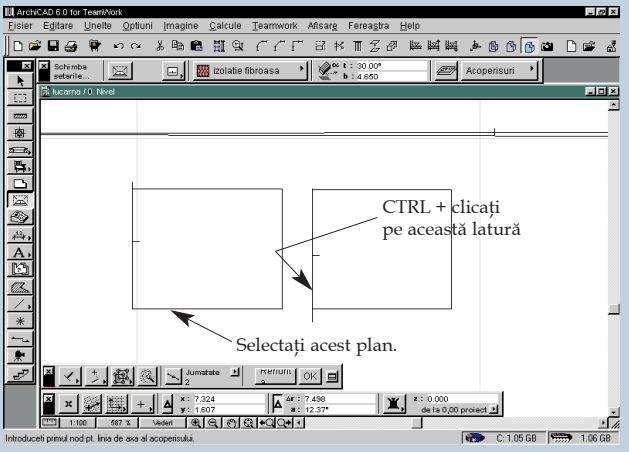 ArchiCAD 6.0 for TeamWork
Eisier Egitare Unelte Optiuni Imagine Calcule Teamwork Afisare Fereastra Help
Schimba
setarile...
izolatie fibroasa
t : 30.00°
b : 4.650
Acoperisuri
lucarna / 0. Nivel
CTRL + clicați
pe această latură
Selectați acest plan.
Jumatate
2
OK
x : 7.324
y : 1.607
Δr : 7.498
a : 12.37°
z : 0.000
de la 0,00 proiect
1:100 587 % Vederi
Introduceti primul nod pt. linia de axa al acoperisului.
C: 1.05 GB 1.06 GB